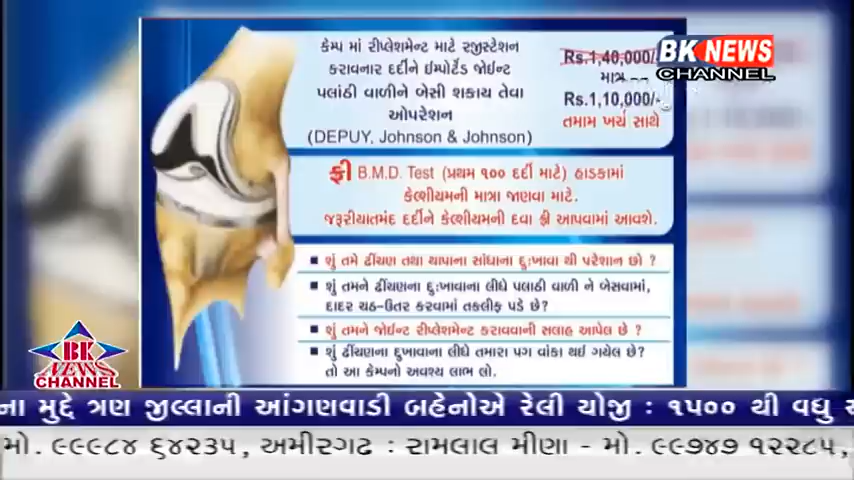 કેમ્પ માં રીપ્લેશમેન્ટ માટે રજીસ્ટેશન
કરાવનાર દર્દીને ઈમ્પોર્ટેડ જોઈન્ટ
પલાંઠી વાળીને બેસી શકાય તેવા
ઓપરેશન
(DEPUY, Johnson & Johnson)
Rs.1,40,000/-
માત્ર
Rs.1,10,000/-
તમામ ખર્ચ સાથે
BK NEWS
CHANNEL
ફ્રી B.M.D. Test (પ્રથમ ૧૦૦ દર્દી માટે) હાડકામાં
કેલ્શીયમની માત્રા જાણવા માટે.
જરૂરીયાતમંદ દર્દીને કેલ્શીયમની દવા ફ્રી આપવામાં આવશે.
શું તમે ઢીંચણ તથા થાપાના સાંધાના દુઃખાવા થી પરેશાન છો ?
શું તમને ઢીંચણના દુઃખાવાના લીધે પલાઠી વાળી ને બેસવામાં,
દાદર ચઠ-ઉતર કરવામાં તકલીફ પડે છે?
શું તમને જોઈન્ટ રીપ્લેશમેન્ટ કરાવવાની સલાહ આપેલ છે ?
શું ઢીંચણના દુખાવાના લીધે તમારા પગ વાંકા થઈ ગયેલ છે?
તો આ કેમ્પનો અવશ્ય લાભ લો.
BK
NEWS
CHANNEL
ના મુદ્દે ત્રણ જીલ્લાની આંગણવાડી બહેનોએ રેલી યોજી : ૧૫૦૦ થી વધુ
મો. ૯૯૯૮૪ ૬૪૨૩૫, અમીરગઢ : રામલાલ મીણા - મો. ૯૯૭૪૭ ૧૨૨૮૫,